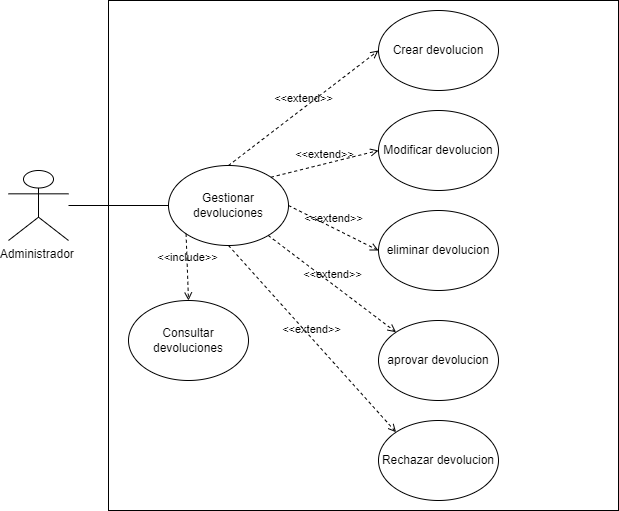 Crear devolucion
<<extend>>
Modificar devolucion
<<extend>>
Gestionar
devoluciones
<<extend>>
eliminar devolucion
Administrador
<<include>>
<<extend>>
<<extend>>
Consultar
devoluciones
aprovar devolucion
Rechazar devolucion